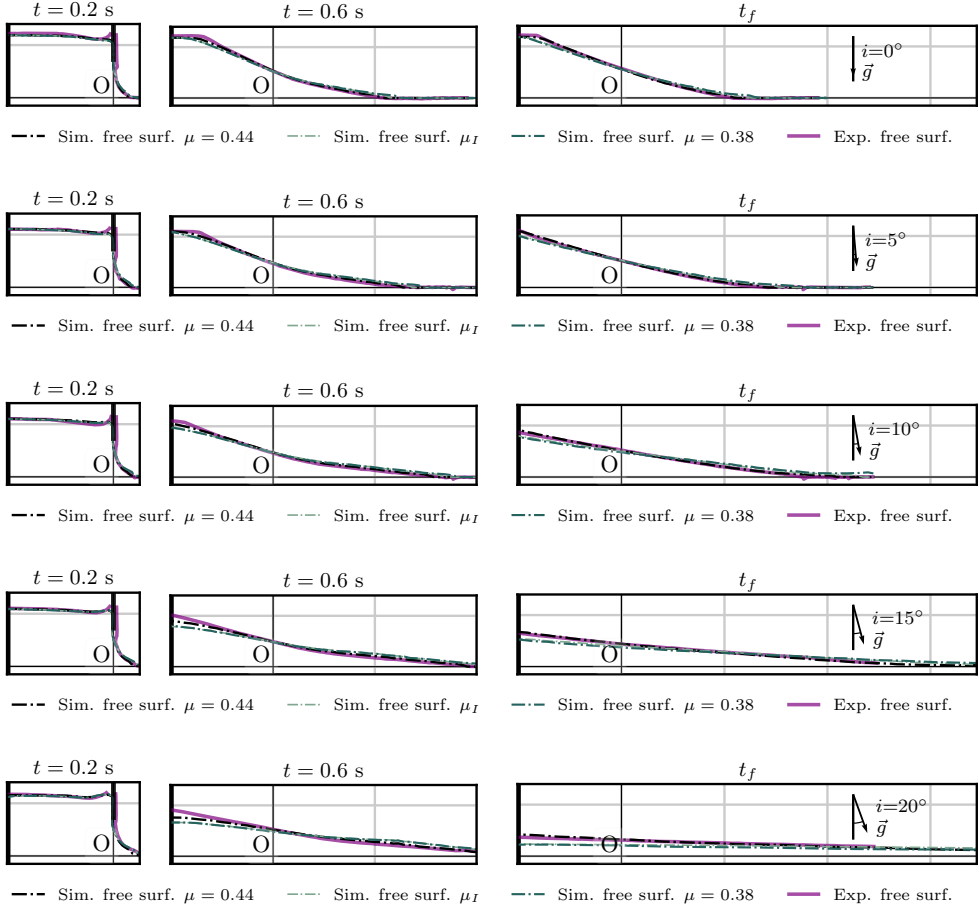 t = 0.2 s t = 0.6 s t_f
O O O i=0° g⃗
Sim. free surf. μ = 0.44 Sim. free surf. μ_I Sim. free surf. μ = 0.38 Exp. free surf.
t = 0.2 s t = 0.6 s t_f
O O O i=5° g⃗
Sim. free surf. μ = 0.44 Sim. free surf. μ_I Sim. free surf. μ = 0.38 Exp. free surf.
t = 0.2 s t = 0.6 s t_f
O O O i=10° g⃗
Sim. free surf. μ = 0.44 Sim. free surf. μ_I Sim. free surf. μ = 0.38 Exp. free surf.
t = 0.2 s t = 0.6 s t_f
O O O i=15° g⃗
Sim. free surf. μ = 0.44 Sim. free surf. μ_I Sim. free surf. μ = 0.38 Exp. free surf.
t = 0.2 s t = 0.6 s t_f
O O O i=20° g⃗
Sim. free surf. μ = 0.44 Sim. free surf. μ_I Sim. free surf. μ = 0.38 Exp. free surf.